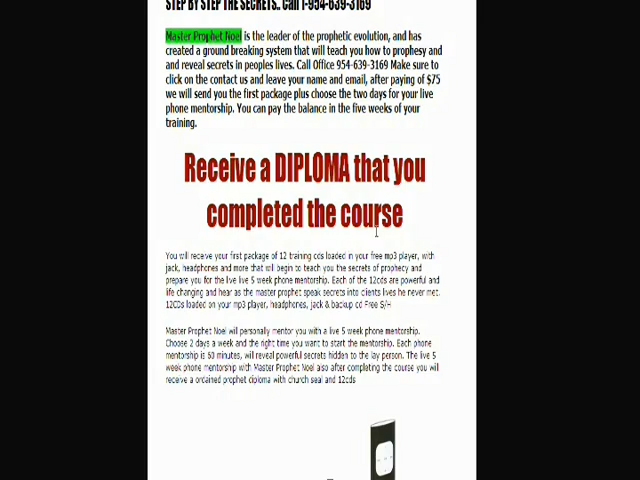 STEP BY STEP THE SECRETS.. Call 1-954-639-3169
Master Prophet Noel is the leader of the prophetic evolution, and has
created a ground breaking system that will teach you how to prophesy and
and reveal secrets in peoples lives. Call Office 954-639-3169 Make sure to
click on the contact us and leave your name and email, after paying of $75
we will send you the first package plus choose the two days for your live
phone mentorship. You can pay the balance in the five weeks of your
training.
Receive a DIPLOMA that you
completed the course
You will receive your first package of 12 training cds loaded in your free mp3 player, with
jack, headphones and more that will begin to teach you the secrets of prophecy and
prepare you for the live live 5 week phone mentorship. Each of the 12cds are powerful and
life changing and hear as the master prophet speak secrets into clients lives he never met.
12CDs loaded on your mp3 player, headphones, jack & backup cd Free S/H
Master Prophet Noel will personally mentor you with a live 5 week phone mentorship.
Choose 2 days a week and the right time you want to start the mentorship. Each phone
mentorship is 60 minutes, will reveal powerful secrets hidden to the lay person. The live 5
week phone mentorship with Master Prophet Noel also after completing the course you will
receive a ordained prophet diploma with church seal and 12cds